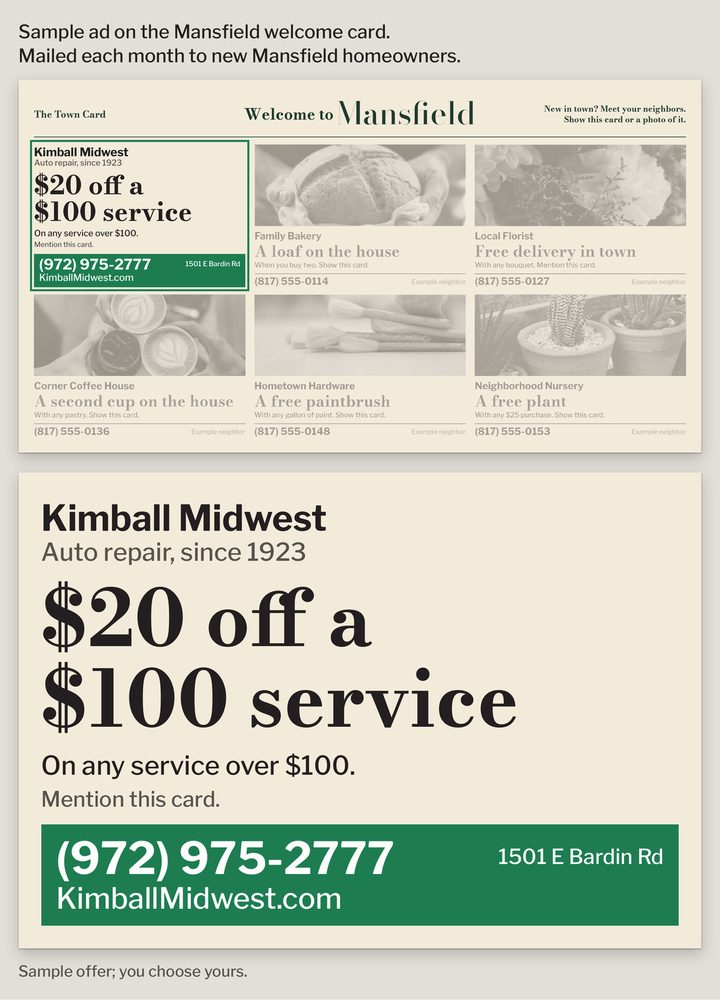 Sample ad on the Mansfield welcome card.
Mailed each month to new Mansfield homeowners.
The Town Card
Welcome to Mansfield
New in town? Meet your neighbors.
Show this card or a photo of it.
Kimball Midwest
Auto repair, since 1923
$20 off a
$100 service
On any service over $100.
Mention this card.
(972) 975-2777
1501 E Bardin Rd
KimballMidwest.com
Family Bakery
A loaf on the house
When you buy two. Show this card.
(817) 555-0114
Example neighbor
Local Florist
Free delivery in town
With any bouquet. Mention this card.
(817) 555-0127
Example neighbor
Corner Coffee House
A second cup on the house
With any pastry. Show this card.
(817) 555-0136
Example neighbor
Hometown Hardware
A free paintbrush
With any gallon of paint. Show this card.
(817) 555-0148
Example neighbor
Neighborhood Nursery
A free plant
With any $25 purchase. Show this card.
(817) 555-0153
Example neighbor
Kimball Midwest
Auto repair, since 1923
$20 off a
$100 service
On any service over $100.
Mention this card.
(972) 975-2777
1501 E Bardin Rd
KimballMidwest.com
Sample offer; you choose yours.